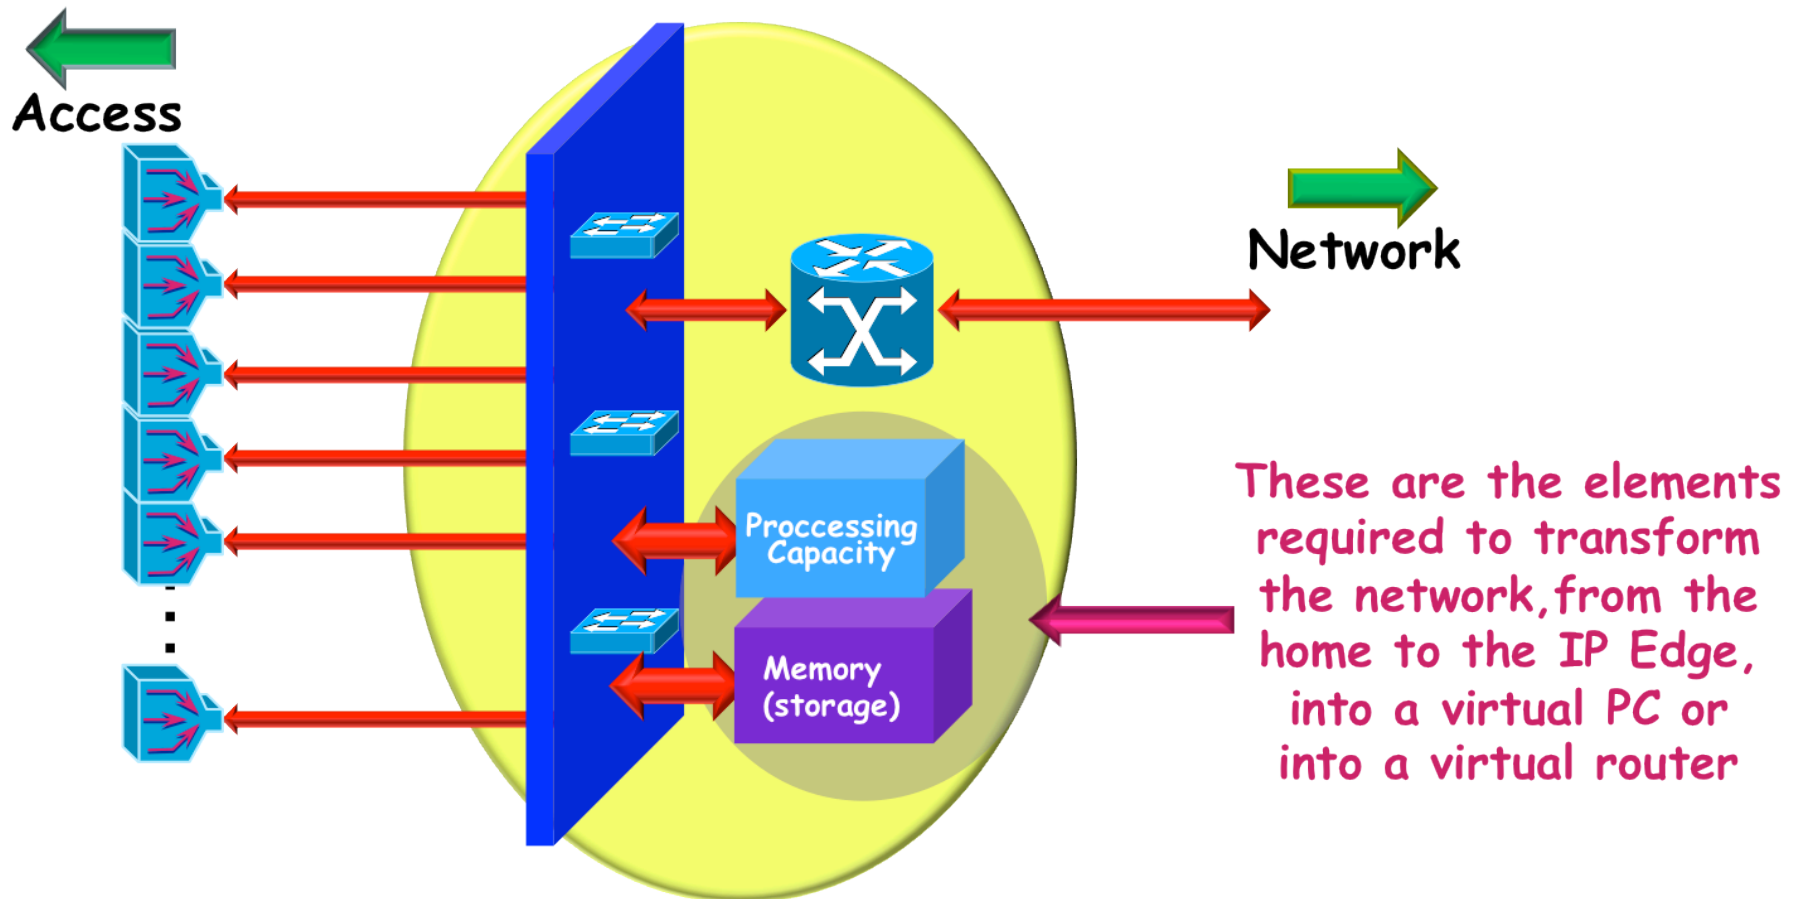 Access
Network
Proccessing
Capacity
Memory
(storage)
These are the elements
required to transform
the network,from the
home to the IP Edge,
into a virtual PC or
into a virtual router